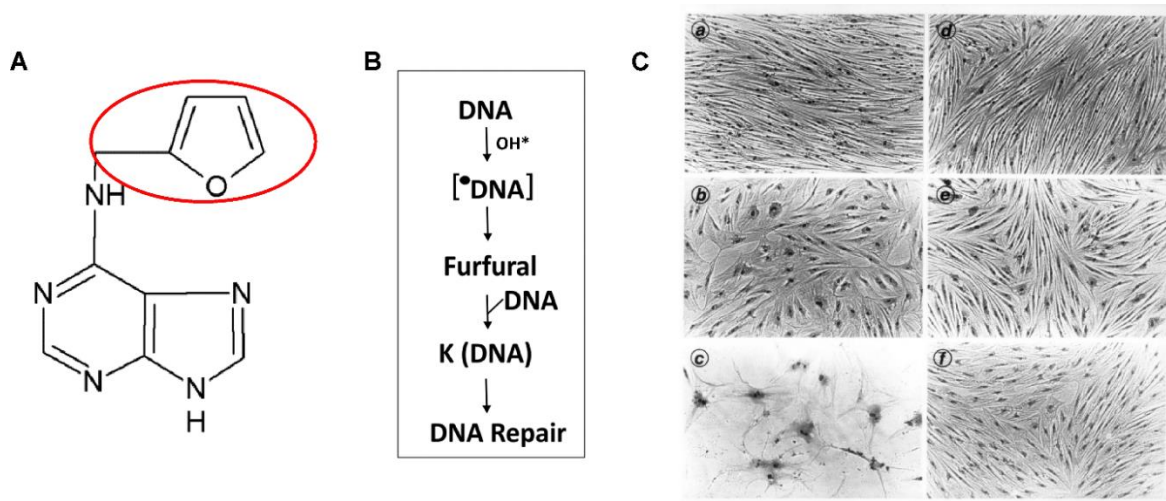 A
NH
O
N
N
N
N
H
B
DNA
OH*
[•DNA]
Furfural
DNA
K (DNA)
DNA Repair
C
a
d
b
e
c
f